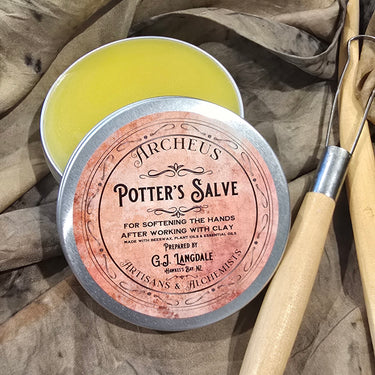 ARCHEUS
POTTER'S SALVE
FOR SOFTENING THE HANDS
AFTER WORKING WITH CLAY
MADE WITH BEESWAX, PLANT OILS & ESSENTIAL OILS
PREPARED BY
G.J. LANGDALE
HAWKE'S BAY, NZ.
ARTISANS & ALCHEMISTS